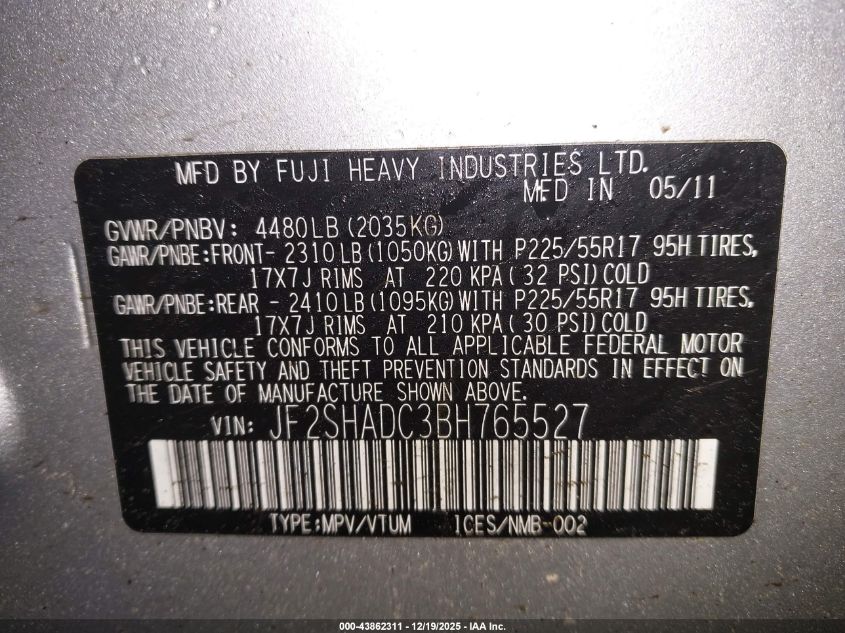 MFD BY FUJI HEAVY INDUSTRIES LTD.
MFD IN 05/11
GVWR/PNBV: 4480LB (2035KG)
GAWR/PNBE:FRONT- 2310LB (1050KG) WITH P225/55R17 95H TIRES,
17X7J RIMS AT 220 KPA (32 PSI) COLD
GAWR/PNBE:REAR - 2410LB (1095KG) WITH P225/55R17 95H TIRES,
17X7J RIMS AT 210 KPA (30 PSI) COLD
THIS VEHICLE CONFORMS TO ALL APPLICABLE FEDERAL MOTOR
VEHICLE SAFETY AND THEFT PREVENTION STANDARDS IN EFFECT ON
THE DATE OF MANUFACTURE SHOWN ABOVE.
VIN: JF2SHADC3BH765527
TYPE:MPV/VTUM ICES/NMB-002
000-43862311 - 12/19/2025 - IAA Inc.